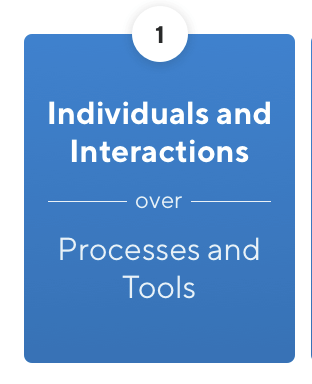 1
Individuals and
Interactions
over
Processes and
Tools